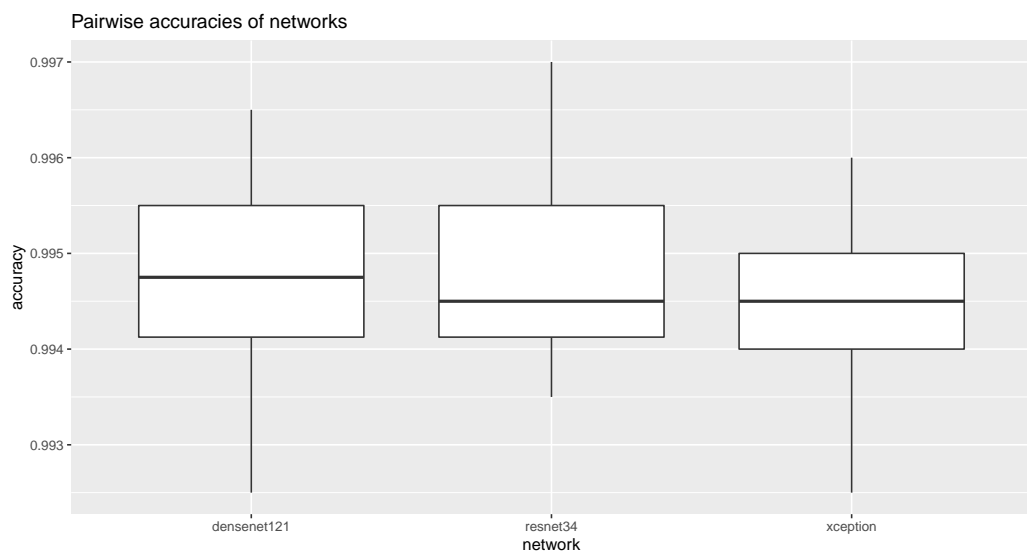 Pairwise accuracies of networks
0.997
0.996
0.995
0.994
0.993
accuracy
densenet121 resnet34 xception
network